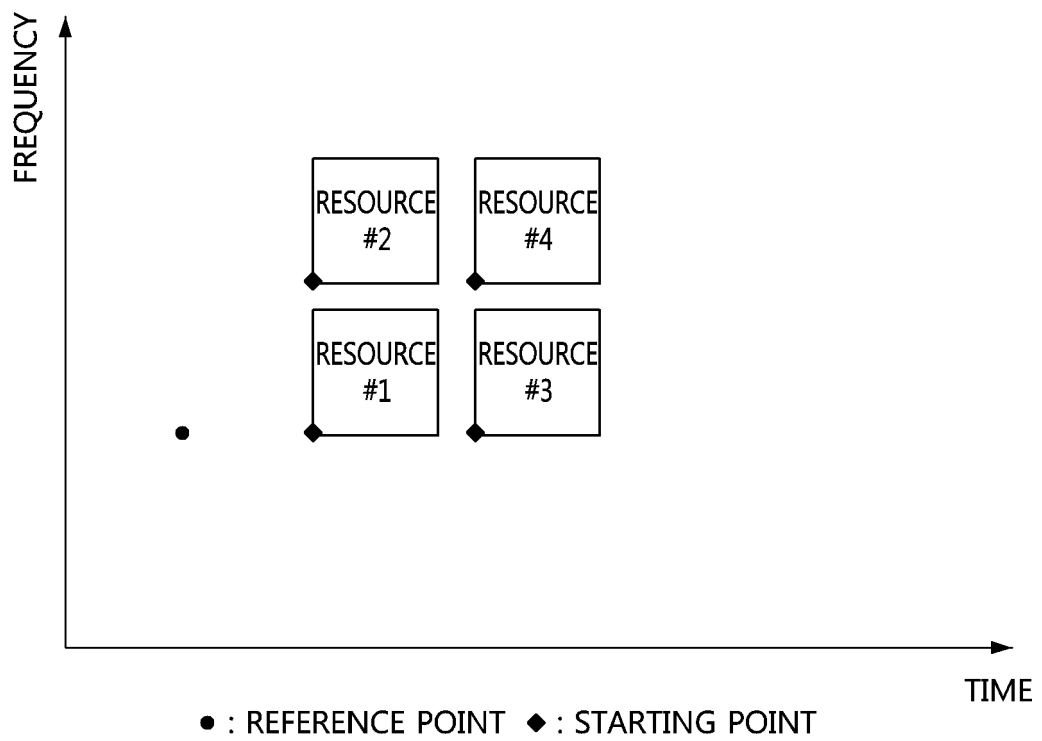 FREQUENCY
RESOURCE
#2
RESOURCE
#4
RESOURCE
#1
RESOURCE
#3
TIME
● : REFERENCE POINT ◆ : STARTING POINT